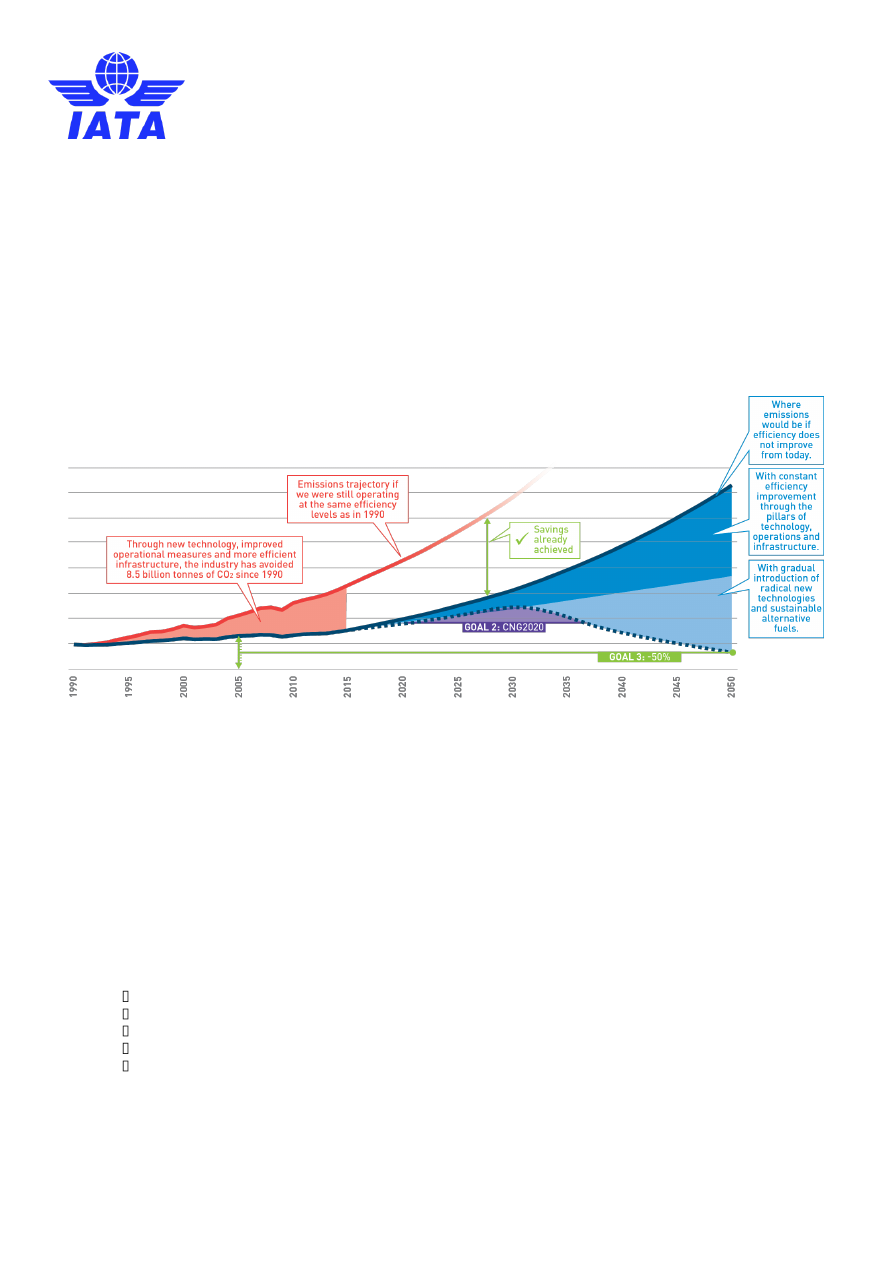 IATA
Where
emissions
would be if
efficiency does
not improve
from today.
Emissions trajectory if
we were still operating
at the same efficiency
levels as in 1990
With constant
efficiency
improvement
through the
pillars of
technology,
operations and
infrastructure.
Savings
already
achieved
Through new technology, improved
operational measures and more efficient
infrastructure, the industry has avoided
8.5 billion tonnes of CO₂ since 1990
With gradual
introduction of
radical new
technologies
and sustainable
alternative
fuels.
GOAL 2: CNG2020
GOAL 3: -50%
1990
1995
2000
2005
2010
2015
2020
2025
2030
2035
2040
2045
2050